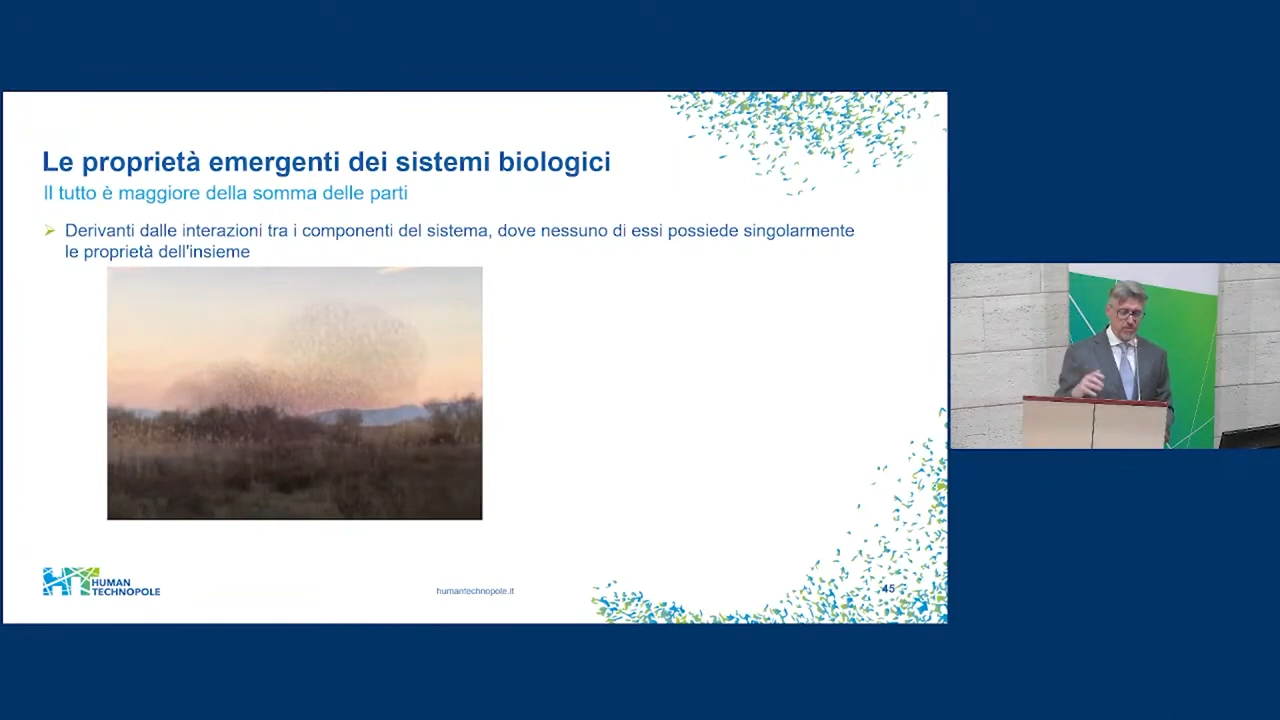 Le proprietà emergenti dei sistemi biologici
Il tutto è maggiore della somma delle parti
Derivanti dalle interazioni tra i componenti del sistema, dove nessuno di essi possiede singolarmente
le proprietà dell'insieme
HT HUMAN
TECHNOPOLE
humantechnopole.it
45